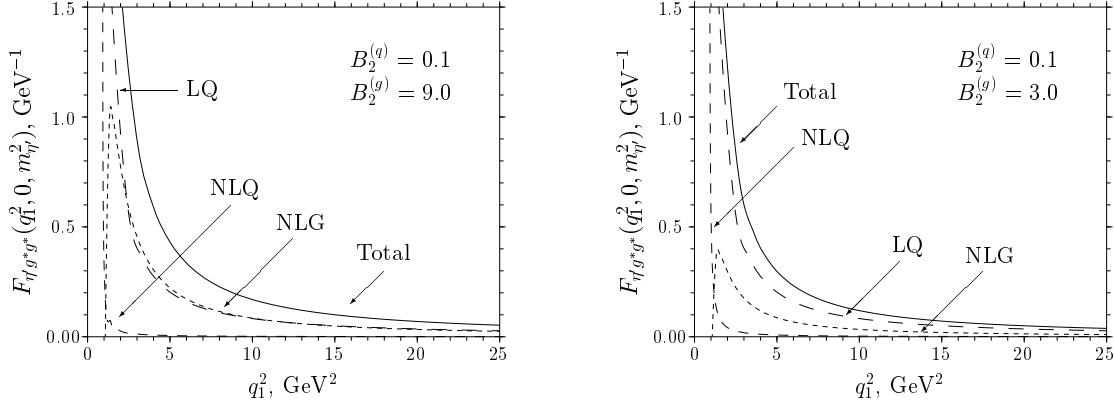 1.5
1.0
0.5
0.00
0 5 10 15 20 25
F_{η′g*g*}(q_1^2, 0, m_{η′}^2), GeV^{−1}
q_1^2, GeV^2
B_2^{(q)} = 0.1
B_2^{(g)} = 9.0
LQ
NLQ
NLG
Total
1.5
1.0
0.5
0.00
0 5 10 15 20 25
F_{η′g*g*}(q_1^2, 0, m_{η′}^2), GeV^{−1}
q_1^2, GeV^2
B_2^{(q)} = 0.1
B_2^{(g)} = 3.0
Total
NLQ
LQ
NLG